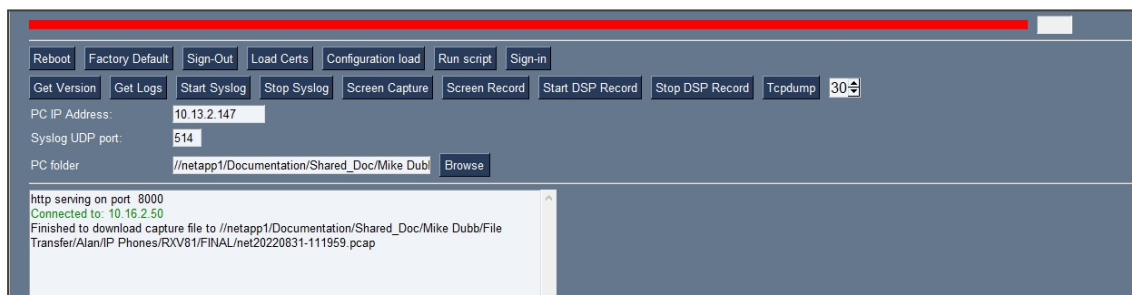 Reboot Factory Default Sign-Out Load Certs Configuration load Run script Sign-in
Get Version Get Logs Start Syslog Stop Syslog Screen Capture Screen Record Start DSP Record Stop DSP Record Tcpdump 30
PC IP Address: 10.13.2.147
Syslog UDP port: 514
PC folder //netapp1/Documentation/Shared_Doc/Mike Dubl Browse
http serving on port 8000
Connected to: 10.16.2.50
Finished to download capture file to //netapp1/Documentation/Shared_Doc/Mike Dubb/File
Transfer/Alan/IP Phones/RXV81/FINAL/net20220831-111959.pcap